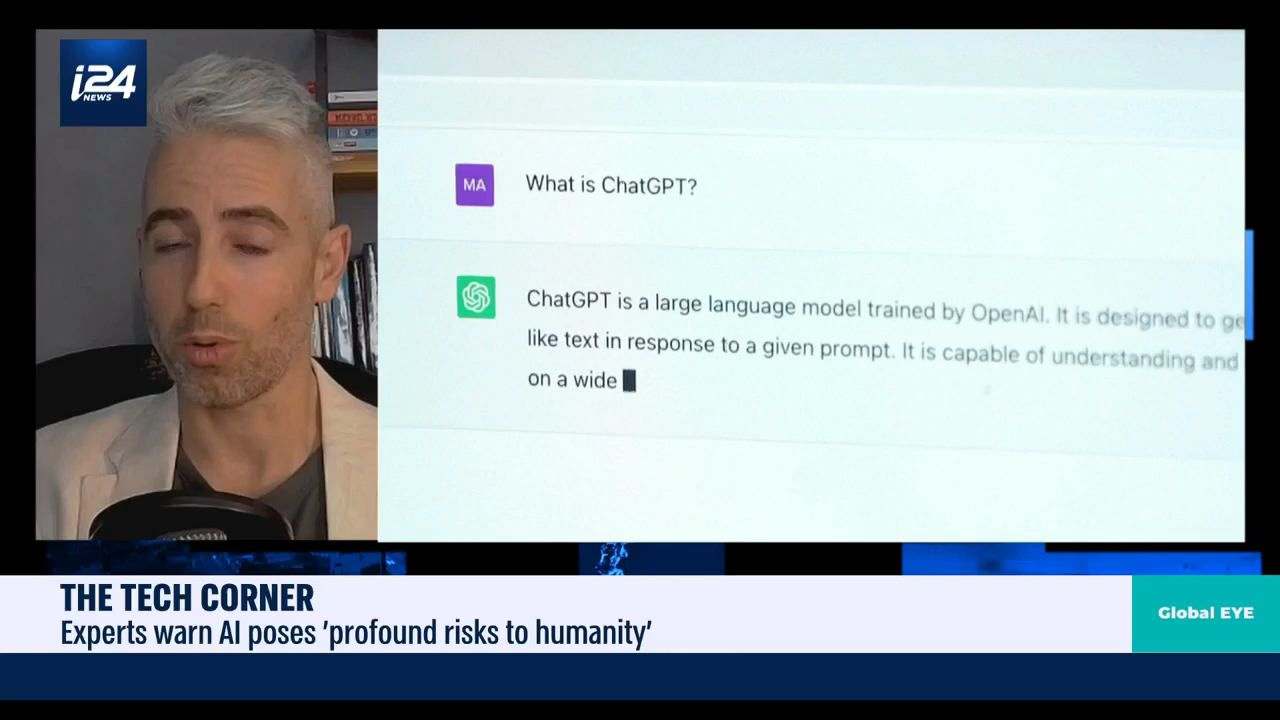 i24
NEWS
MA
What is ChatGPT?
ChatGPT is a large language model trained by OpenAI. It is designed to ge
like text in response to a given prompt. It is capable of understanding and
on a wide
THE TECH CORNER
Experts warn AI poses 'profound risks to humanity'
Global EYE